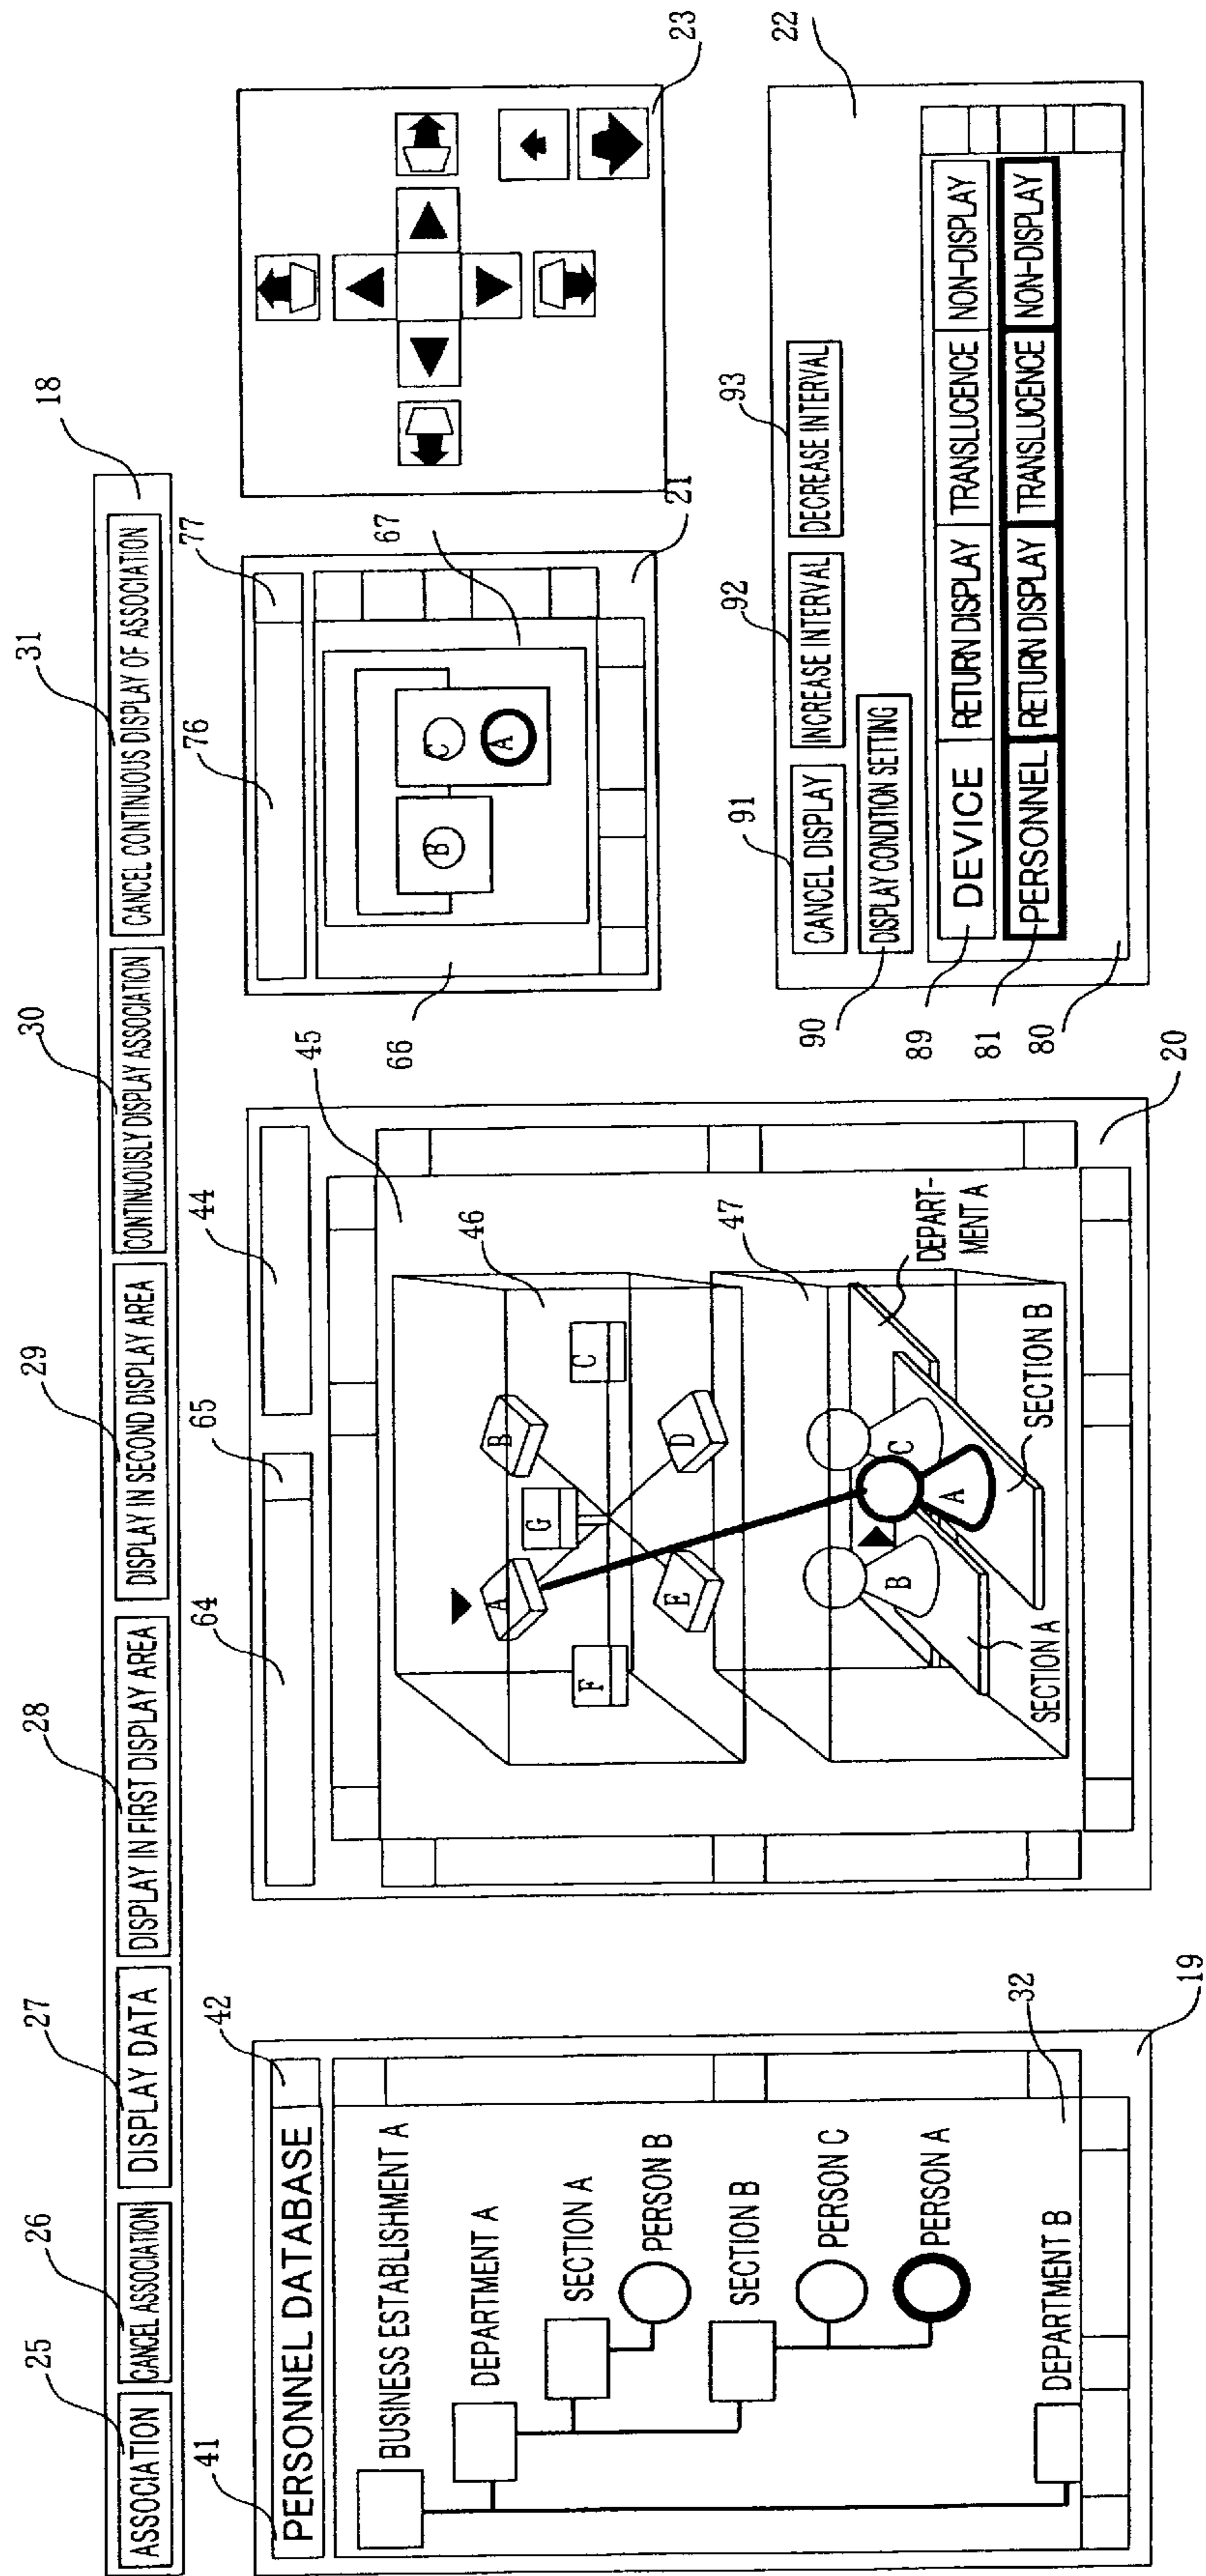 25
26
27
28
29
30
31
18
ASSOCIATION
CANCEL ASSOCIATION
DISPLAY DATA
DISPLAY IN FIRST DISPLAY AREA
DISPLAY IN SECOND DISPLAY AREA
CONTINUOUSLY DISPLAY ASSOCIATION
CANCEL CONTINUOUS DISPLAY OF ASSOCIATION
41
42
PERSONNEL DATABASE
BUSINESS ESTABLISHMENT A
DEPARTMENT A
SECTION A
PERSON B
SECTION B
PERSON C
PERSON A
DEPARTMENT B
32
19
64
65
44
45
46
A
B
G
C
F
E
D
47
B
C
A
DEPART-
MENT A
SECTION A
SECTION B
20
76
77
67
B
C
A
66
21
23
91
92
93
22
CANCEL DISPLAY
INCREASE INTERVAL
DECREASE INTERVAL
DISPLAY CONDITION SETTING
90
DEVICE
RETURN DISPLAY
TRANSLUCENCE
NON-DISPLAY
89
PERSONNEL
RETURN DISPLAY
TRANSLUCENCE
NON-DISPLAY
81
80